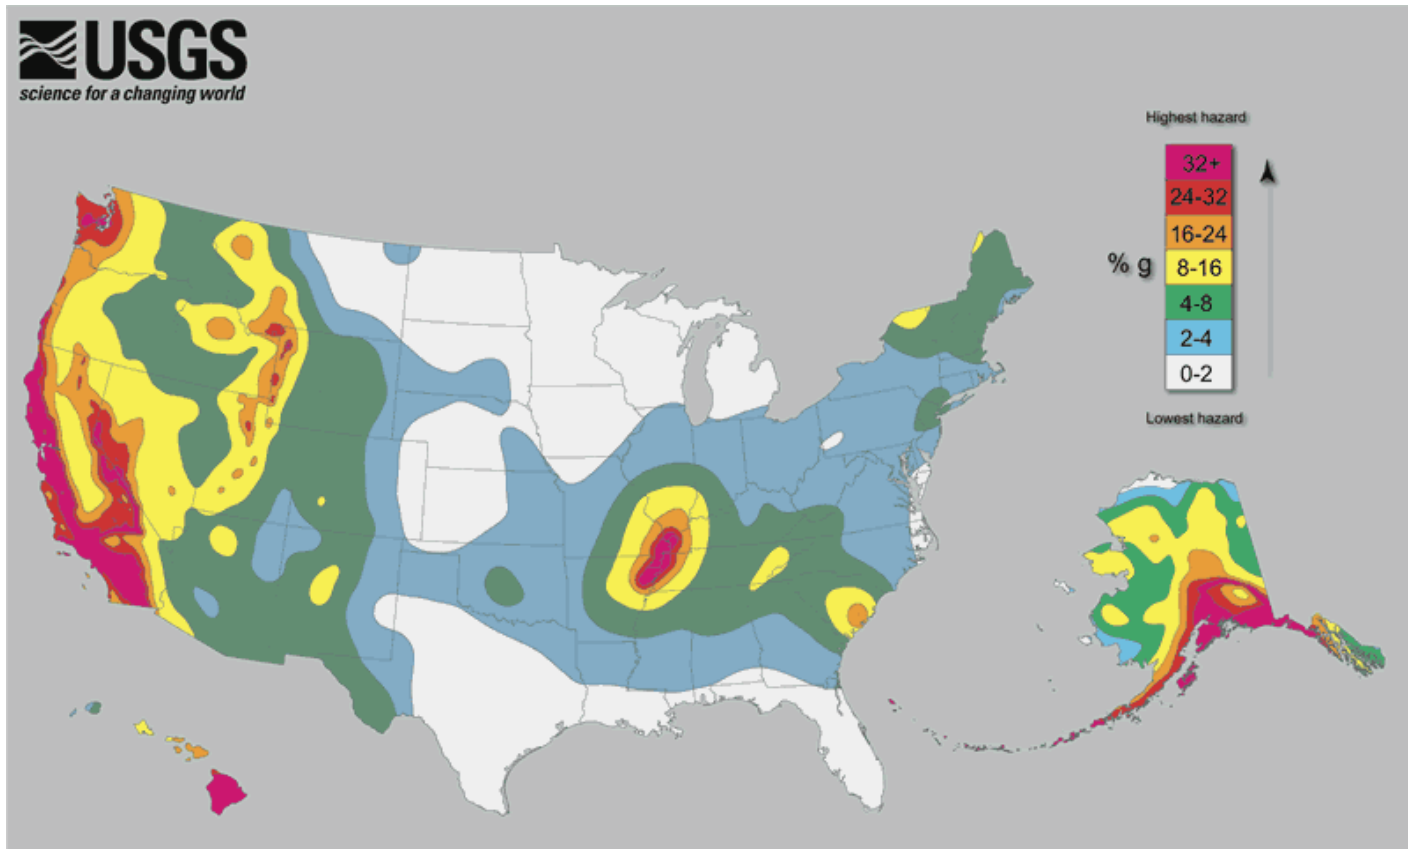 USGS
science for a changing world
Highest hazard
32+
24-32
16-24
% g
8-16
4-8
2-4
0-2
Lowest hazard